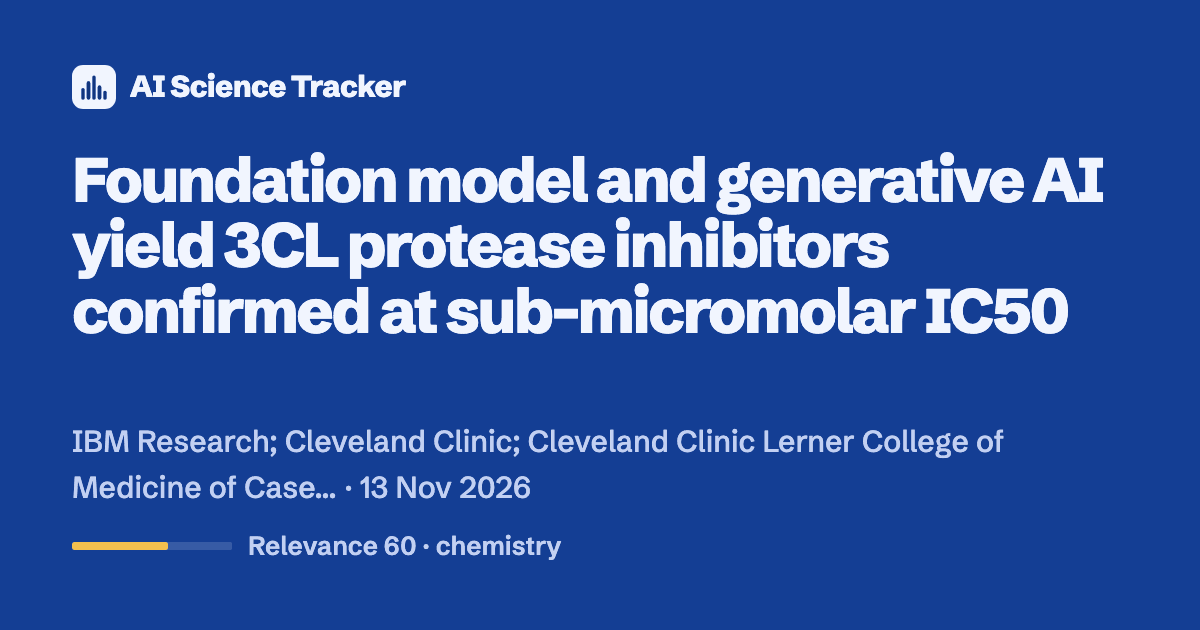 AI Science Tracker
Foundation model and generative AI
yield 3CL protease inhibitors
confirmed at sub-micromolar IC50
IBM Research; Cleveland Clinic; Cleveland Clinic Lerner College of
Medicine of Case... · 13 Nov 2026
Relevance 60 · chemistry